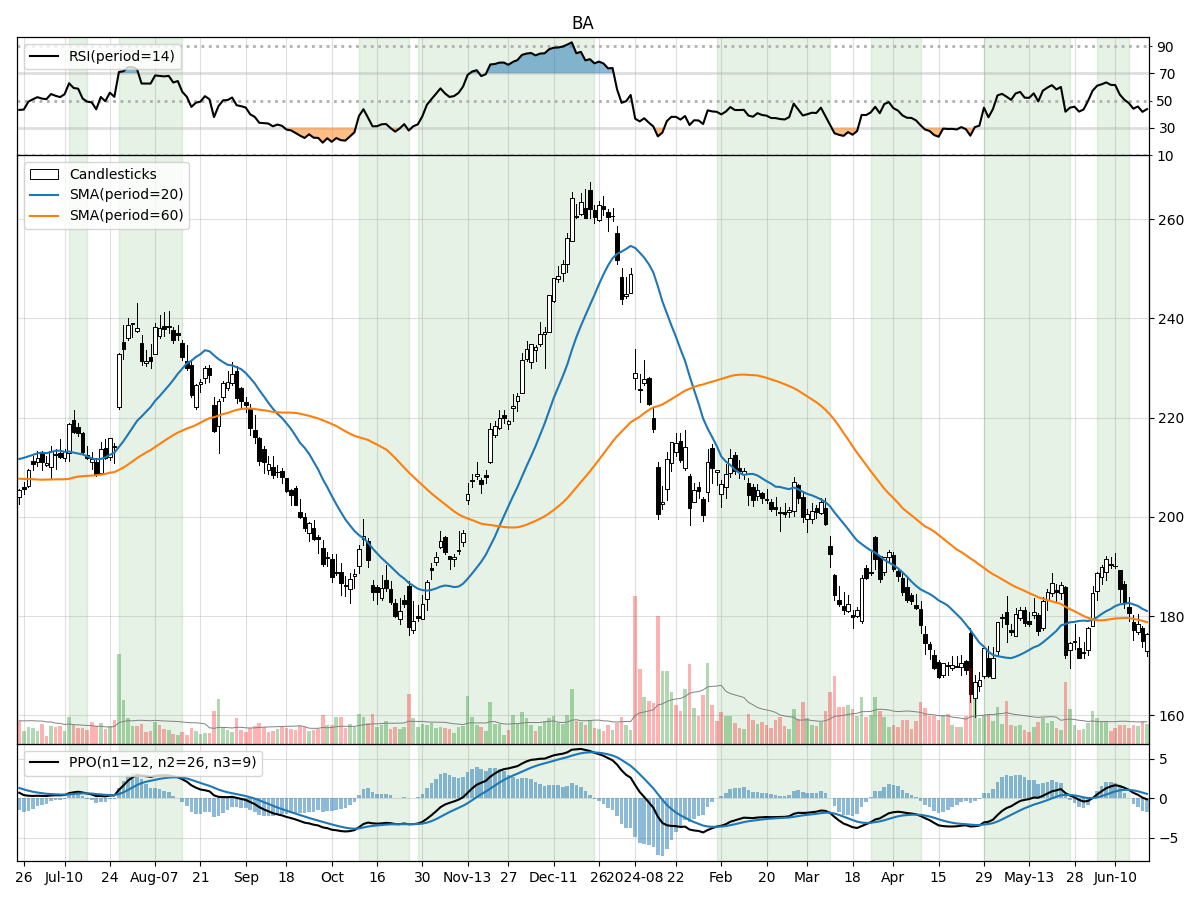 BA
RSI(period=14)
90
70
50
30
10
Candlesticks
SMA(period=20)
SMA(period=60)
260
240
220
200
180
160
PPO(n1=12, n2=26, n3=9)
5
0
−5
26 Jul-10 24 Aug-07 21 Sep 18 Oct 16 30 Nov-13 27 Dec-11 26 2024-08 22 Feb 20 Mar 18 Apr 15 29 May-13 28 Jun-10